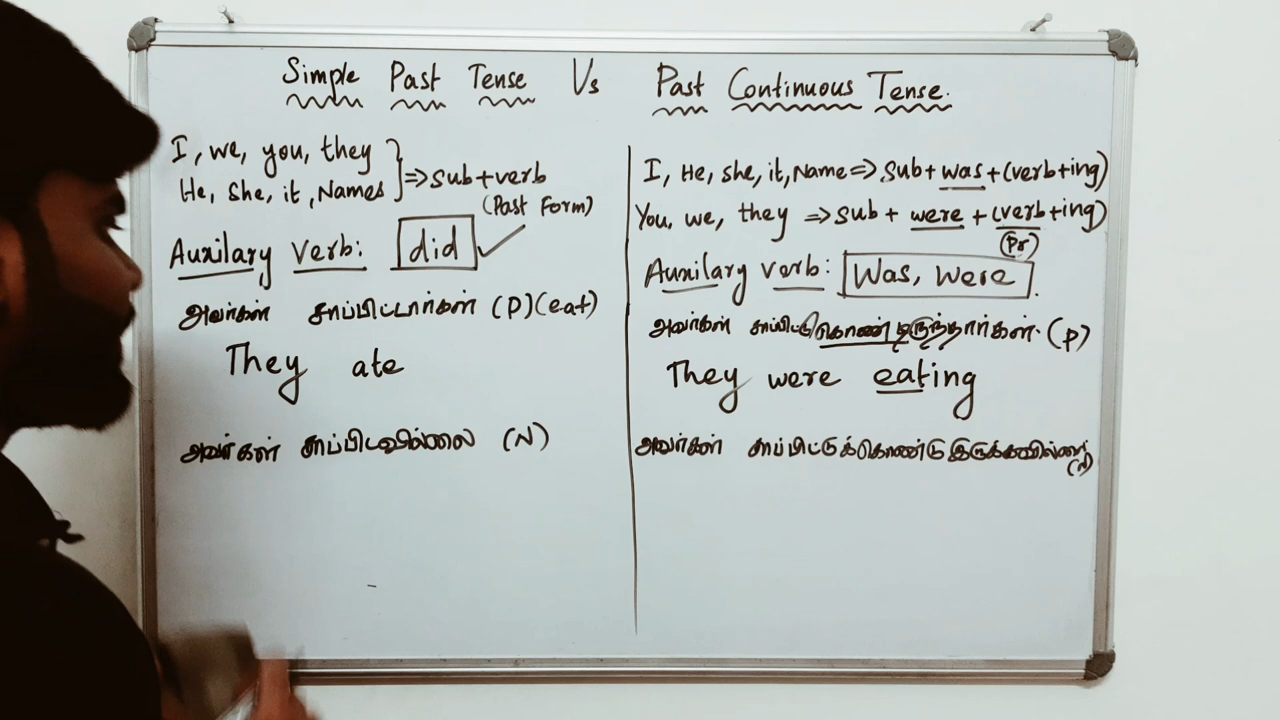 Simple Past Tense Vs Past Continuous Tense.
I, we, you, they
He, She, it, Names
⇒ Sub+verb
(Past Form)
Auxilary Verb: did ✓
அவர்கள் சாப்பிட்டார்கள் (P)(eat)
They ate
அவர்கள் சாப்பிடவில்லை (N)
I, He, she, it, Name ⇒ Sub+was+(verb+ing)
You, we, they ⇒ Sub + were + (verb+ing)
(Pr)
Auxilary verb: Was, Were.
அவர்கள் சாப்பிட்டுகொண்டிருந்தார்கள். (P)
They were eating
அவர்கள் சாப்பிட்டுக்கொண்டு இருக்கவில்லை
(N)